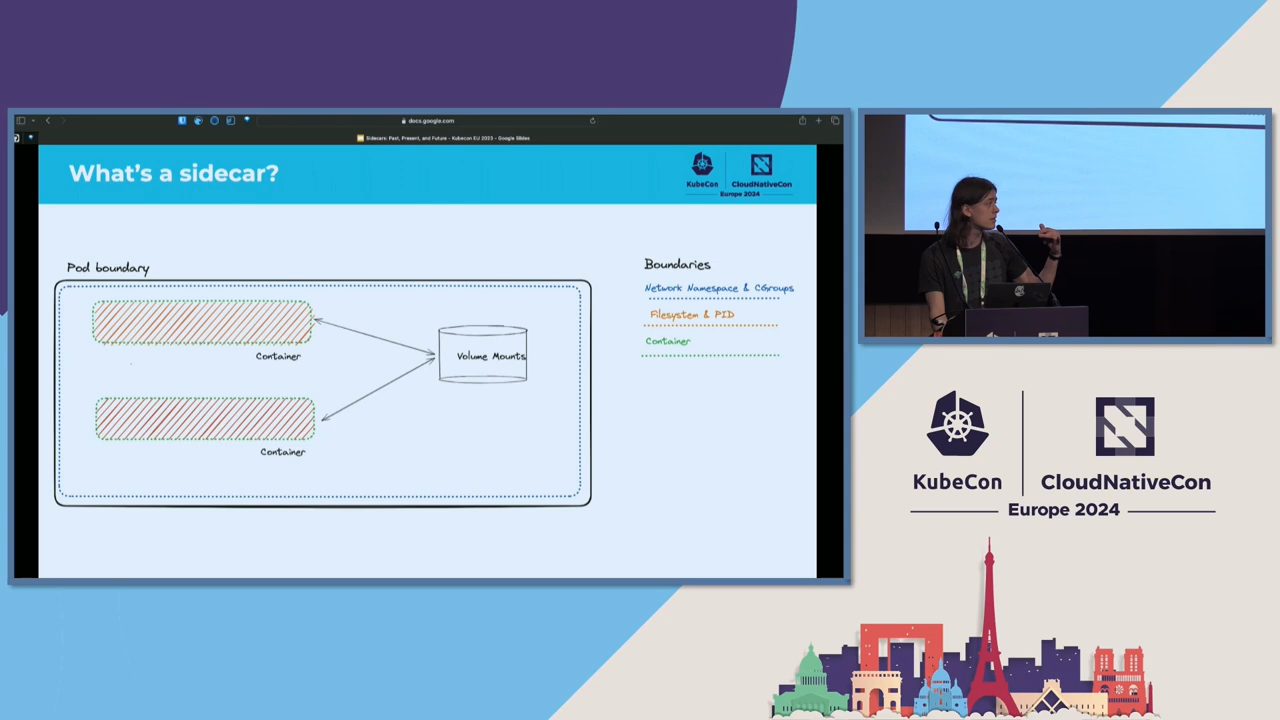 docs.google.com
Sidecars: Past, Present, and Future - Kubecon EU 2023 - Google Slides
What's a sidecar?
KubeCon
CloudNativeCon
Europe 2024
Pod boundary
Container
Container
Volume Mounts
Boundaries
Network Namespace & CGroups
Filesystem & PID
Container
KubeCon
CloudNativeCon
Europe 2024